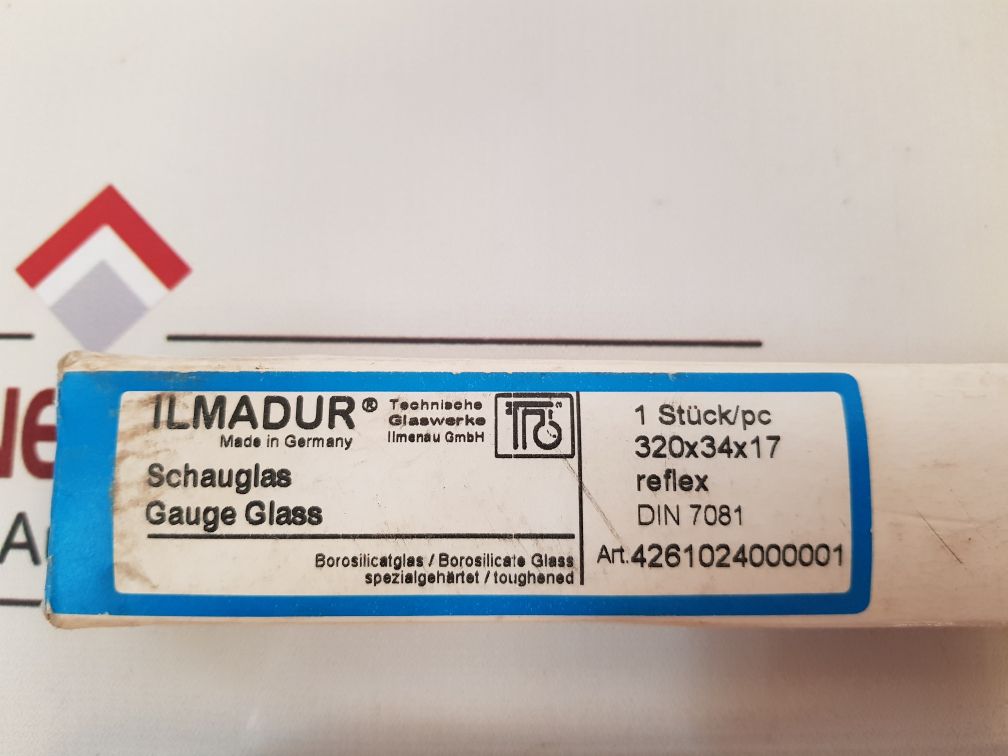 ILMADUR®
Made in Germany
Technische
Glaswerke
Ilmenau GmbH
Schauglas
Gauge Glass
Borosilicatglas / Borosilicate Glass
spezialgehärtet / toughened
1 Stück/pc
320x34x17
reflex
DIN 7081
Art.4261024000001